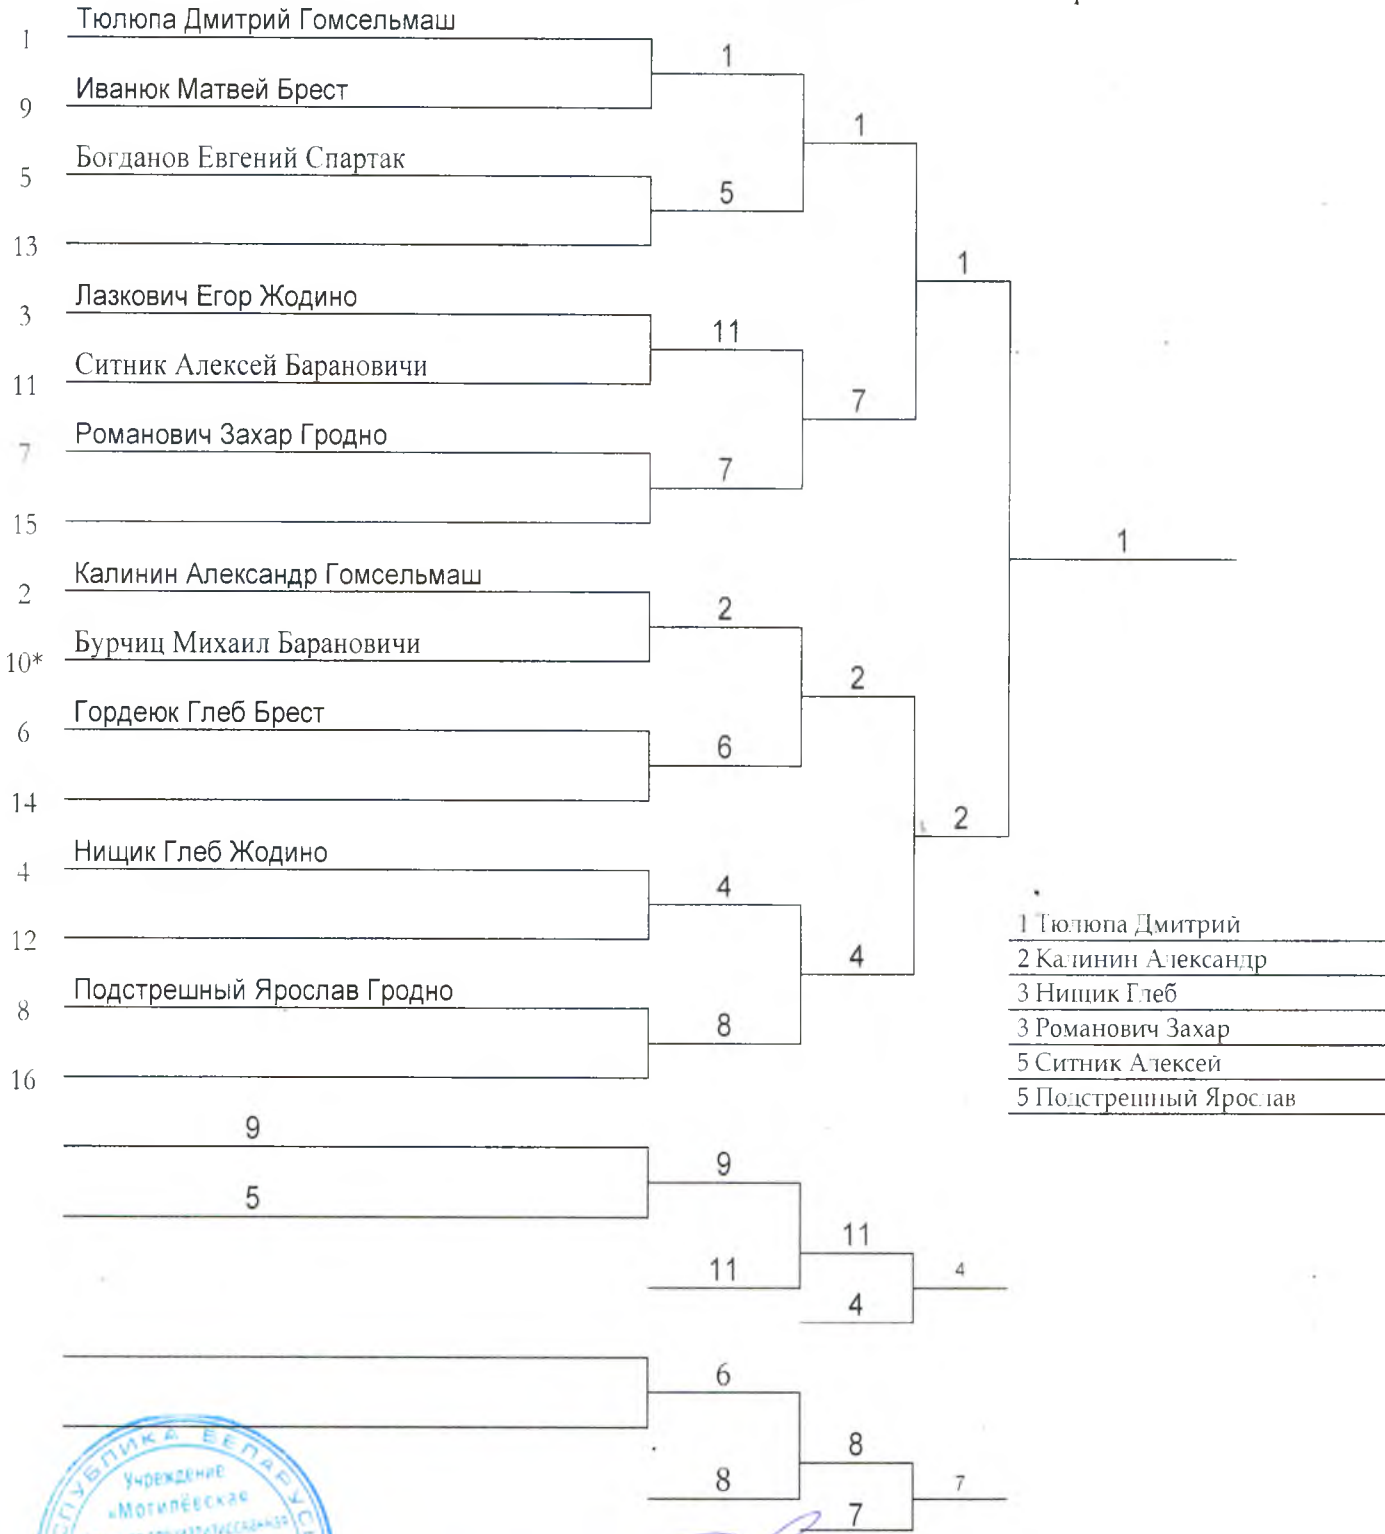 1 Тюлюпа Дмитрий Гомсельмаш
1
9 Иванюк Матвей Брест
1
5 Богданов Евгений Спартак
5
13
1
3 Лазкович Егор Жодино
11
11 Ситник Алексей Барановичи
7
7 Романович Захар Гродно
7
15
1
2 Калинин Александр Гомсельмаш
2
10* Бурчиц Михаил Барановичи
2
6 Гордеюк Глеб Брест
6
14
2
4 Нищик Глеб Жодино
4
12
4
8 Подстрешный Ярослав Гродно
8
16
1 Тюлюпа Дмитрий
2 Калинин Александр
3 Нищик Глеб
3 Романович Захар
5 Ситник Алексей
5 Подстрешный Ярослав
9
9
5
11
11
4
4
6
8
8
7
7
БЕЛАРУС
Учреждение
«Могилёвская